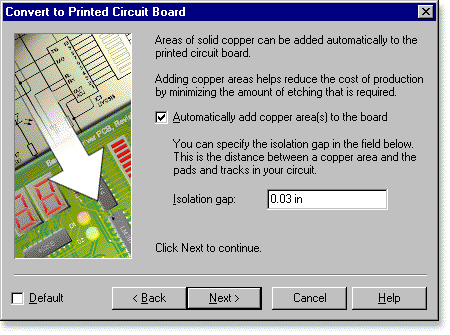 Convert to Printed Circuit Board
Areas of solid copper can be added automatically to the
printed circuit board.
Adding copper areas helps reduce the cost of production
by minimizing the amount of etching that is required.
Automatically add copper area(s) to the board
You can specify the isolation gap in the field below.
This is the distance between a copper area and the
pads and tracks in your circuit.
Isolation gap:
0.03 in
Click Next to continue.
Default
< Back
Next >
Cancel
Help